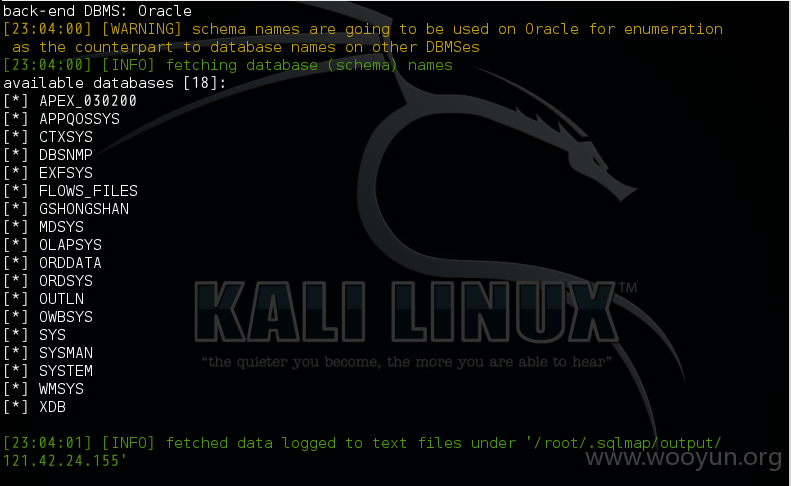 back-end DBMS: Oracle
[23:04:00] [WARNING] schema names are going to be used on Oracle for enumeration
as the counterpart to database names on other DBMSes
[23:04:00] [INFO] fetching database (schema) names
available databases [18]:
[*] APEX_030200
[*] APPQOSSYS
[*] CTXSYS
[*] DBSNMP
[*] EXFSYS
[*] FLOWS_FILES
[*] GSHONGSHAN
[*] MDSYS
[*] OLAPSYS
[*] ORDDATA
[*] ORDSYS
[*] OUTLN
[*] OWBSYS
[*] SYS
[*] SYSMAN
[*] SYSTEM
[*] WMSYS
[*] XDB
KALI LINUX™
“the quieter you become, the more you are able to hear”
[23:04:01] [INFO] fetched data logged to text files under '/root/.sqlmap/output/
121.42.24.155'
www.wooyun.org